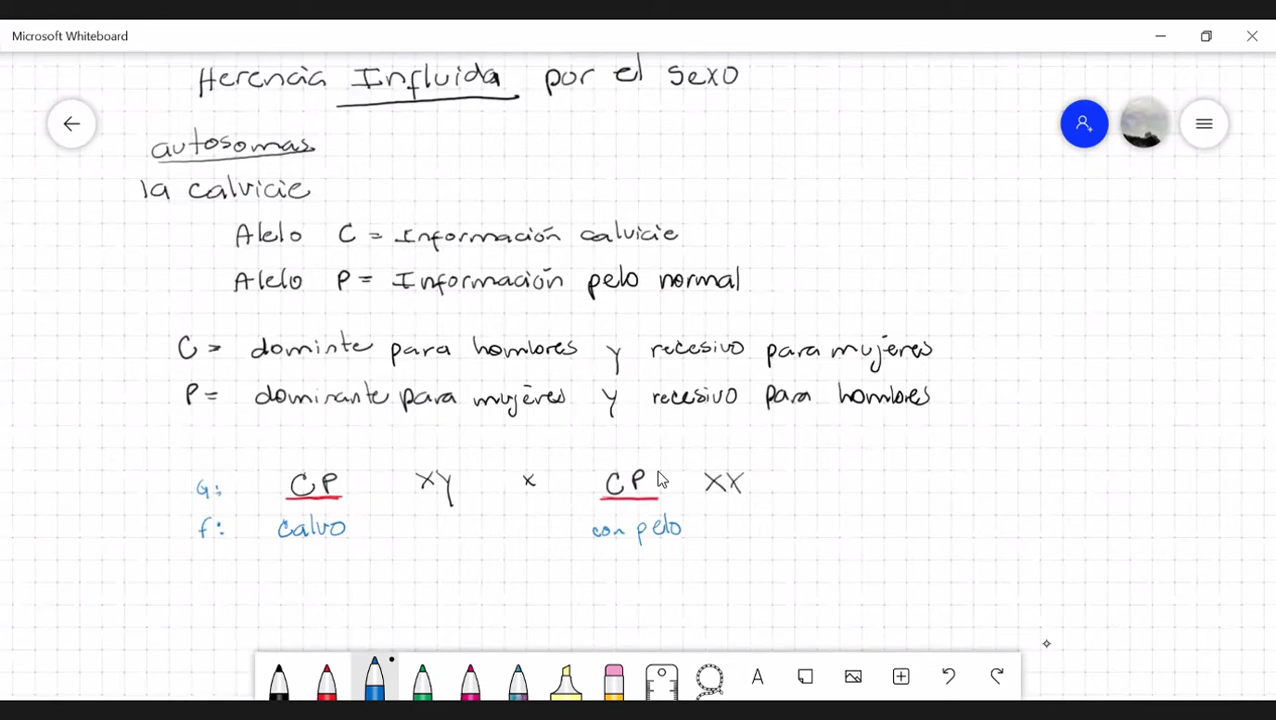 Microsoft Whiteboard
Herencia Influida por el sexo
autosomas
la calvicie
Alelo C = Información calvicie
Alelo P = Información pelo normal
C = dominte para hombres y recesivo para mujeres
P = dominante para mujeres y recesivo para hombres
G: CP XY x CP XX
f: calvo con pelo
A